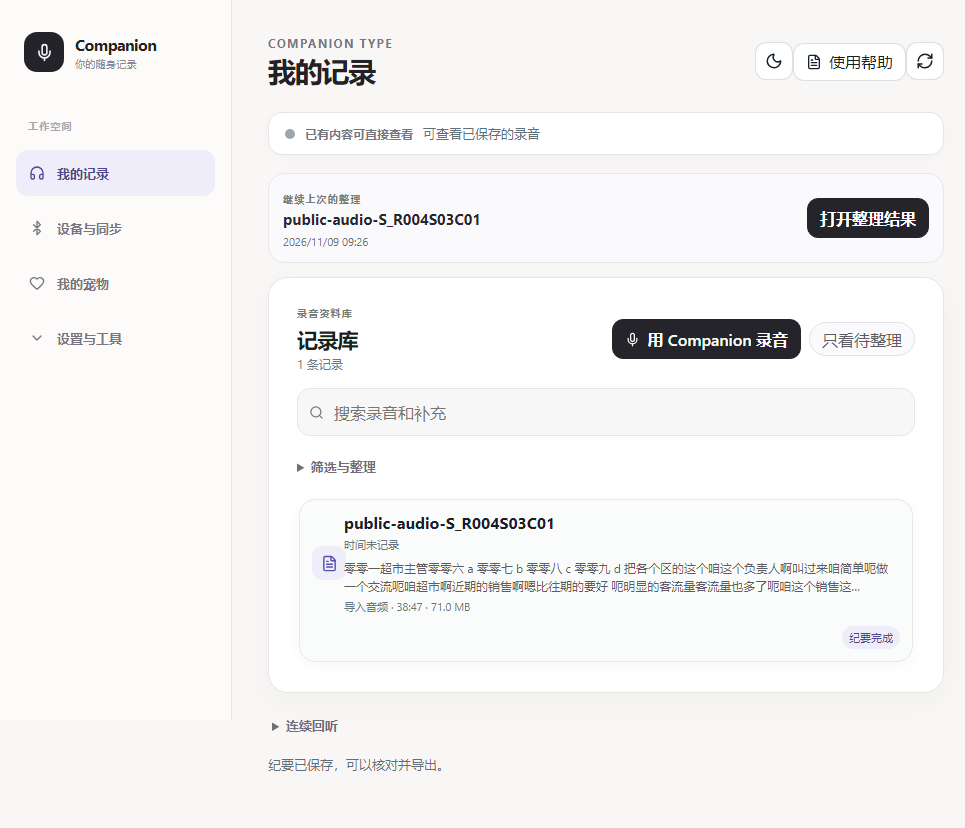 Companion
你的随身记录
工作空间
我的记录
设备与同步
我的宠物
设置与工具
COMPANION TYPE
我的记录
使用帮助
已有内容可直接查看 可查看已保存的录音
继续上次的整理
public-audio-S_R004S03C01
2026/11/09 09:26
打开整理结果
录音资料库
记录库
1 条记录
用 Companion 录音
只看待整理
搜索录音和补充
筛选与整理
public-audio-S_R004S03C01
时间未记录
零零一超市主管零零六 a 零零七 b 零零八 c 零零九 d 把各个区的这个咱这个负责人啊叫过来咱简单呃做
一个交流呃咱超市啊近期的销售啊嗯比往期的要好 呃明显的客流量客流量也多了呃咱这个销售这...
导入音频 · 38:47 · 71.0 MB
纪要完成
连续回听
纪要已保存，可以核对并导出。